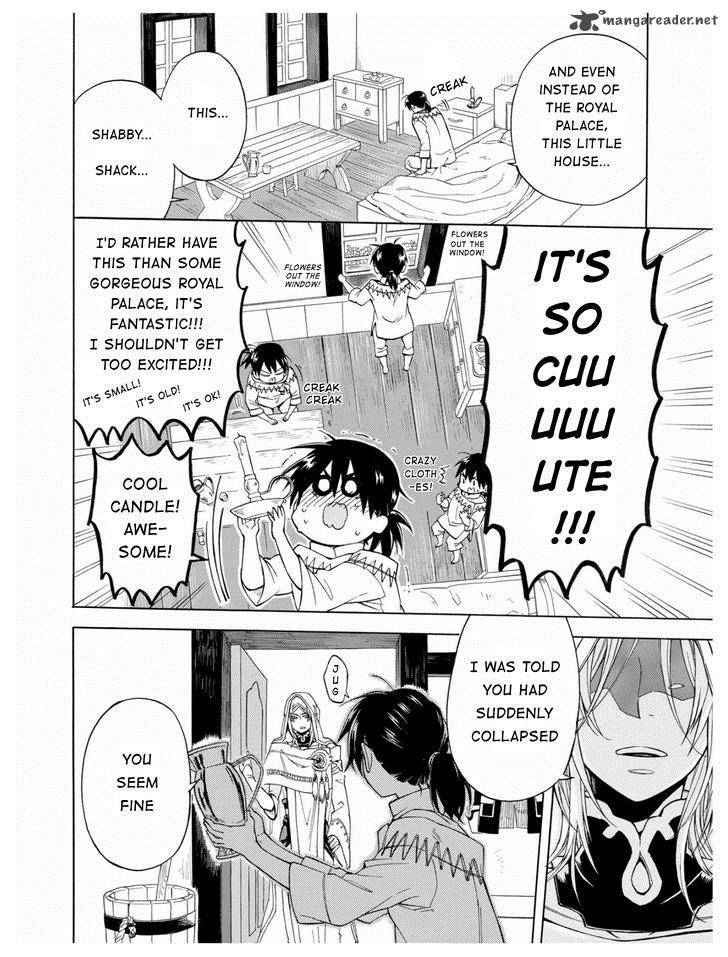 mangareader.net
AND EVEN
INSTEAD OF
THE ROYAL
PALACE,
THIS LITTLE
HOUSE...
CREAK
THIS...
SHABBY...
SHACK...
IT'S
SO
CUU
UUU
UTE
!!!
FLOWERS
OUT THE
WINDOW!
FLOWERS
OUT THE
WINDOW!
I'D RATHER HAVE
THIS THAN SOME
GORGEOUS ROYAL
PALACE, IT'S
FANTASTIC!!!
I SHOULDN'T GET
TOO EXCITED!!!
IT'S SMALL!
IT'S OLD!
IT'S OK!
CREAK
CREAK
CRAZY
CLOTH
-ES!
COOL
CANDLE!
AWE-
SOME!
I WAS TOLD
YOU HAD
SUDDENLY
COLLAPSED
JUG
YOU
SEEM
FINE